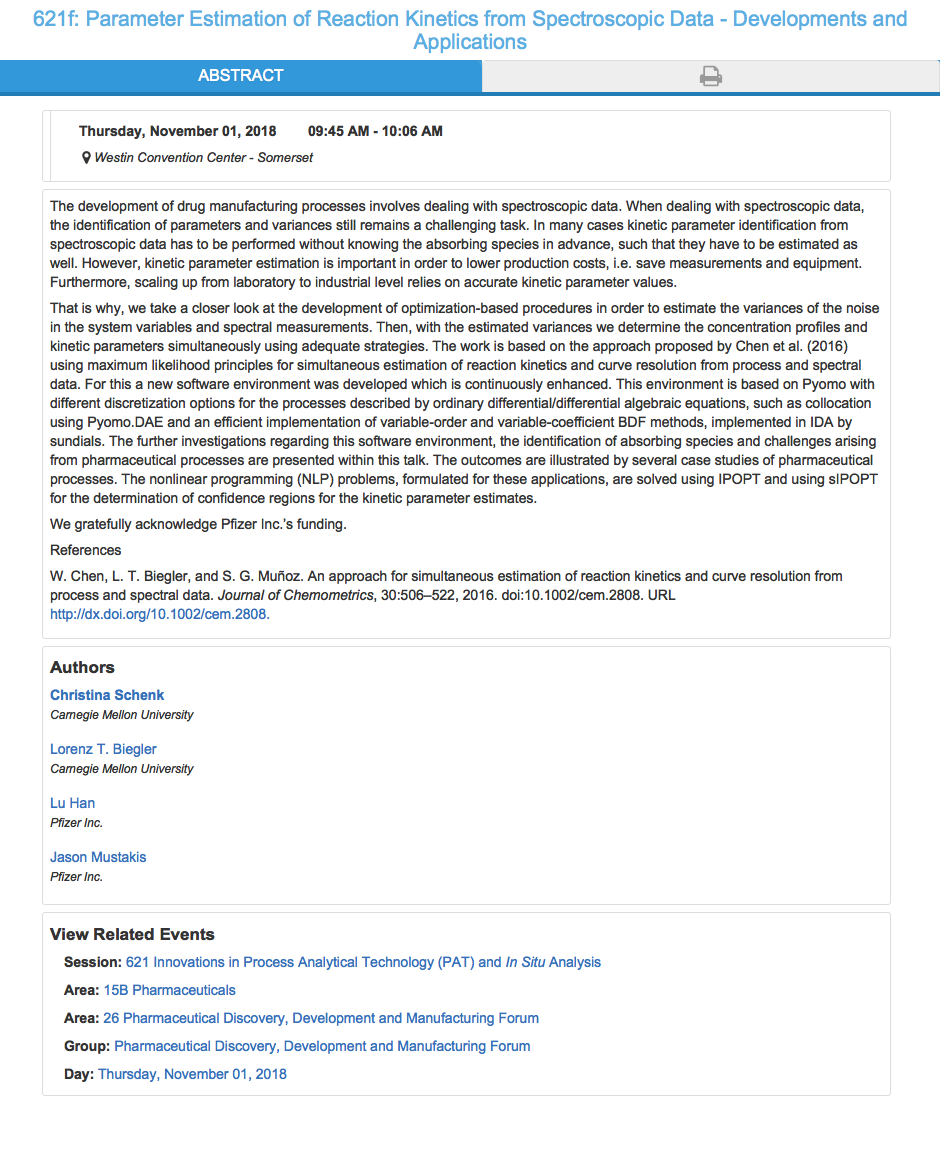 621f: Parameter Estimation of Reaction Kinetics from Spectroscopic Data - Developments and
Applications
ABSTRACT
Thursday, November 01, 2018 09:45 AM - 10:06 AM
Westin Convention Center - Somerset
The development of drug manufacturing processes involves dealing with spectroscopic data. When dealing with spectroscopic data,
the identification of parameters and variances still remains a challenging task. In many cases kinetic parameter identification from
spectroscopic data has to be performed without knowing the absorbing species in advance, such that they have to be estimated as
well. However, kinetic parameter estimation is important in order to lower production costs, i.e. save measurements and equipment.
Furthermore, scaling up from laboratory to industrial level relies on accurate kinetic parameter values.
That is why, we take a closer look at the development of optimization-based procedures in order to estimate the variances of the noise
in the system variables and spectral measurements. Then, with the estimated variances we determine the concentration profiles and
kinetic parameters simultaneously using adequate strategies. The work is based on the approach proposed by Chen et al. (2016)
using maximum likelihood principles for simultaneous estimation of reaction kinetics and curve resolution from process and spectral
data. For this a new software environment was developed which is continuously enhanced. This environment is based on Pyomo with
different discretization options for the processes described by ordinary differential/differential algebraic equations, such as collocation
using Pyomo.DAE and an efficient implementation of variable-order and variable-coefficient BDF methods, implemented in IDA by
sundials. The further investigations regarding this software environment, the identification of absorbing species and challenges arising
from pharmaceutical processes are presented within this talk. The outcomes are illustrated by several case studies of pharmaceutical
processes. The nonlinear programming (NLP) problems, formulated for these applications, are solved using IPOPT and using sIPOPT
for the determination of confidence regions for the kinetic parameter estimates.
We gratefully acknowledge Pfizer Inc.'s funding.
References
W. Chen, L. T. Biegler, and S. G. Muñoz. An approach for simultaneous estimation of reaction kinetics and curve resolution from
process and spectral data. Journal of Chemometrics, 30:506–522, 2016. doi:10.1002/cem.2808. URL
http://dx.doi.org/10.1002/cem.2808.
Authors
Christina Schenk
Carnegie Mellon University
Lorenz T. Biegler
Carnegie Mellon University
Lu Han
Pfizer Inc.
Jason Mustakis
Pfizer Inc.
View Related Events
Session: 621 Innovations in Process Analytical Technology (PAT) and In Situ Analysis
Area: 15B Pharmaceuticals
Area: 26 Pharmaceutical Discovery, Development and Manufacturing Forum
Group: Pharmaceutical Discovery, Development and Manufacturing Forum
Day: Thursday, November 01, 2018